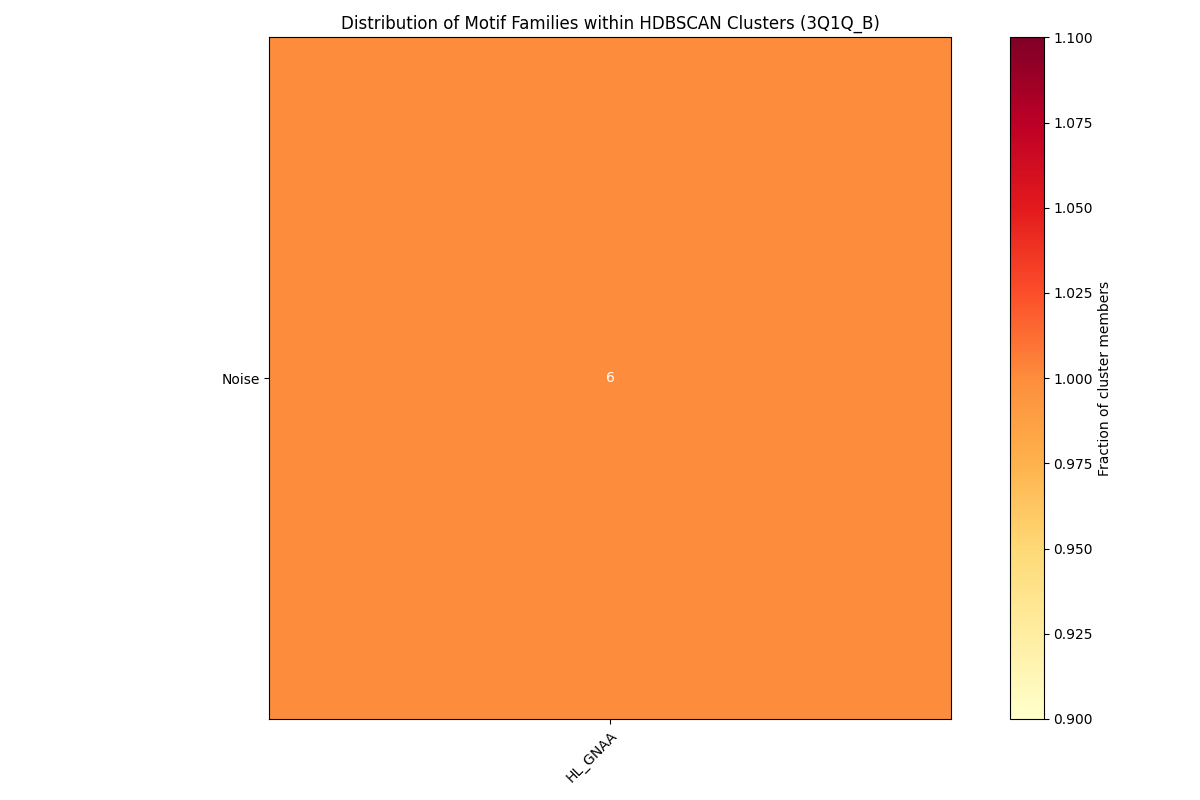 Distribution of Motif Families within HDBSCAN Clusters (3Q1Q_B)
Noise
6
HL_GNAA
1.100
1.075
1.050
1.025
1.000
0.975
0.950
0.925
0.900
Fraction of cluster members